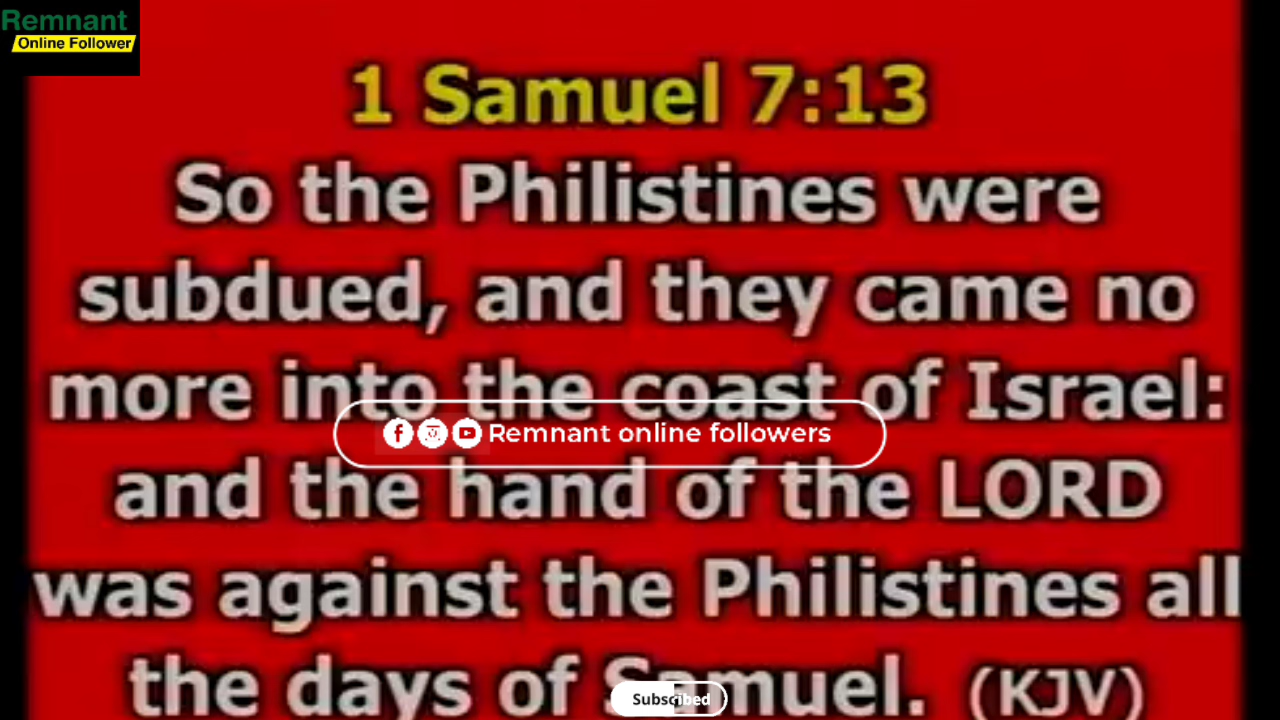 Remnant
Online Follower
1 Samuel 7:13
So the Philistines were
subdued, and they came no
more into the coast of Israel:
Remnant online followers
and the hand of the LORD
was against the Philistines all
the days of Samuel. (KJV)
Subscribed